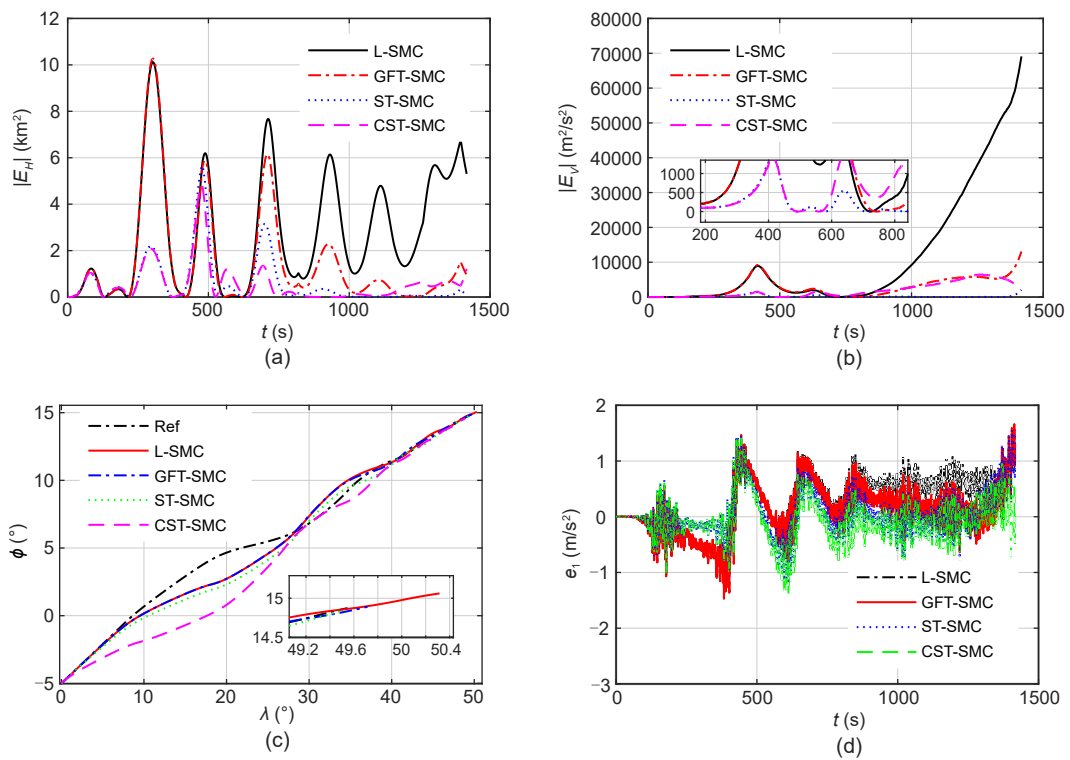 12
10
8
6
4
2
0
|E_H| (km²)
L-SMC
GFT-SMC
ST-SMC
CST-SMC
0 500 1000 1500
t (s)
(a)
80000
70000
60000
50000
40000
30000
20000
10000
0
|E_V| (m²/s²)
L-SMC
GFT-SMC
ST-SMC
CST-SMC
1000
500
0
200 400 600 800
0 500 1000 1500
t (s)
(b)
15
10
5
0
−5
ϕ (°)
Ref
L-SMC
GFT-SMC
ST-SMC
CST-SMC
15
14.5
49.2 49.6 50 50.4
0 10 20 30 40 50
λ (°)
(c)
2
1
0
−1
−2
−3
e₁ (m/s²)
L-SMC
GFT-SMC
ST-SMC
CST-SMC
0 500 1000 1500
t (s)
(d)